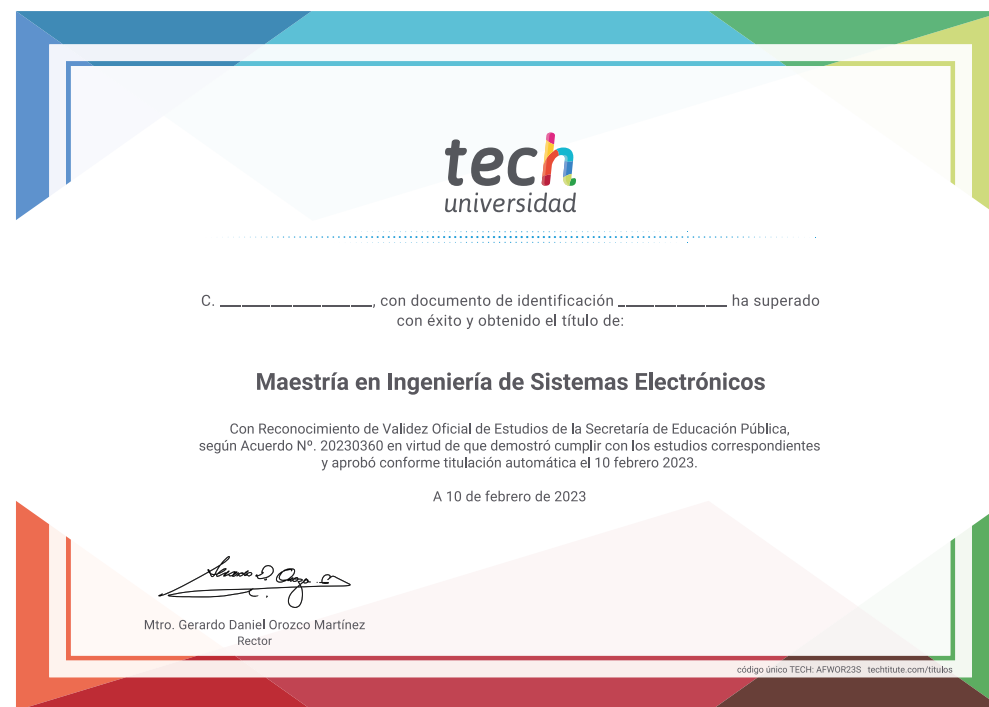 tech
universidad
C. ____________________, con documento de identificación ______________ ha superado
con éxito y obtenido el título de:
Maestría en Ingeniería de Sistemas Electrónicos
Con Reconocimiento de Validez Oficial de Estudios de la Secretaría de Educación Pública,
según Acuerdo Nº. 20230360 en virtud de que demostró cumplir con los estudios correspondientes
y aprobó conforme titulación automática el 10 febrero 2023.
A 10 de febrero de 2023
Mtro. Gerardo Daniel Orozco Martínez
Rector
código único TECH: AFWOR23S techtitute.com/titulos